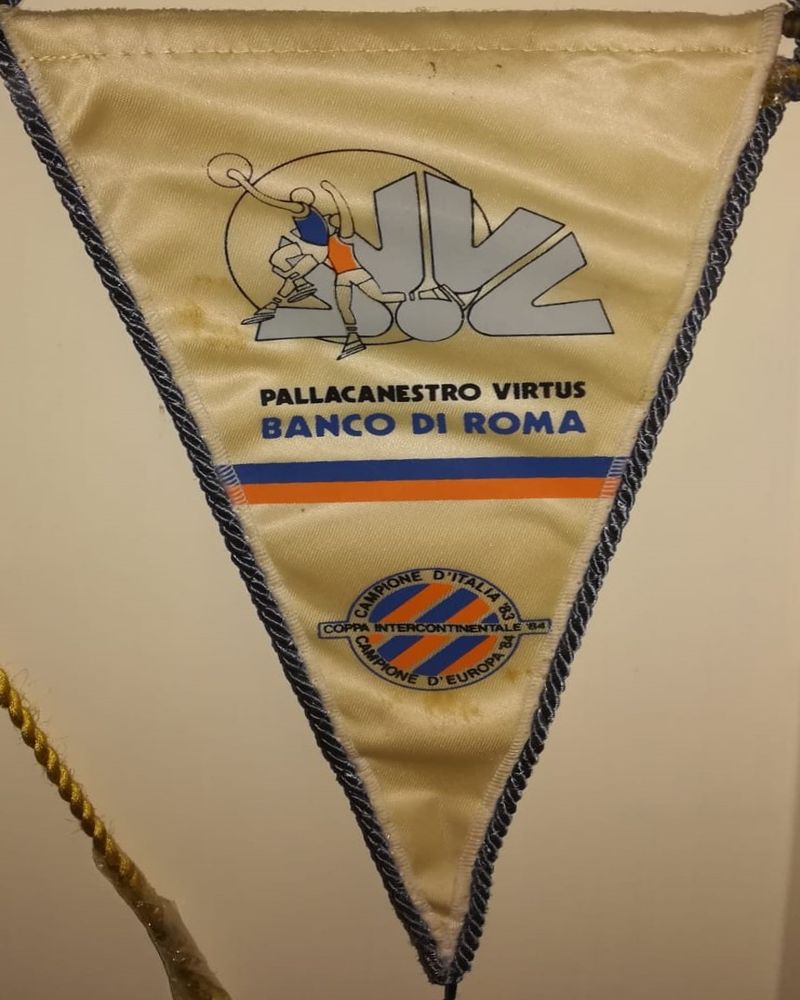 PALLACANESTRO VIRTUS
BANCO DI ROMA
CAMPIONE D'ITALIA '83
COPPA INTERCONTINENTALE '84
CAMPIONE D'EUROPA '84